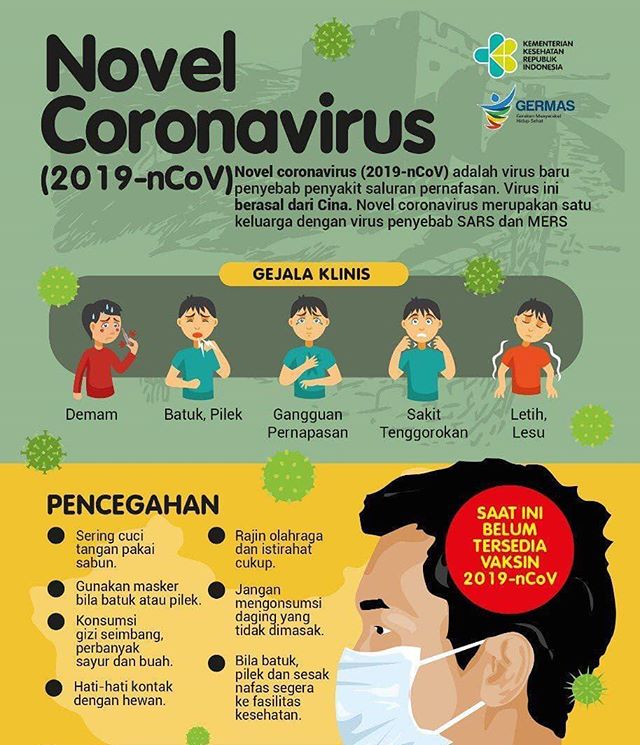 Novel
Coronavirus
(2019-nCoV)
KEMENTERIAN
KESEHATAN
REPUBLIK
INDONESIA
GERMAS
Gerakan Masyarakat
Hidup Sehat
Novel coronavirus (2019-nCoV) adalah virus baru
penyebab penyakit saluran pernafasan. Virus ini
berasal dari Cina. Novel coronavirus merupakan satu
keluarga dengan virus penyebab SARS dan MERS
GEJALA KLINIS
Demam
Batuk, Pilek
Gangguan
Pernapasan
Sakit
Tenggorokan
Letih,
Lesu
PENCEGAHAN
Sering cuci
tangan pakai
sabun.
Gunakan masker
bila batuk atau pilek.
Konsumsi
gizi seimbang,
perbanyak
sayur dan buah.
Hati-hati kontak
dengan hewan.
Rajin olahraga
dan istirahat
cukup.
Jangan
mengonsumsi
daging yang
tidak dimasak.
Bila batuk,
pilek dan sesak
nafas segera
ke fasilitas
kesehatan.
SAAT INI
BELUM
TERSEDIA
VAKSIN
2019-nCoV